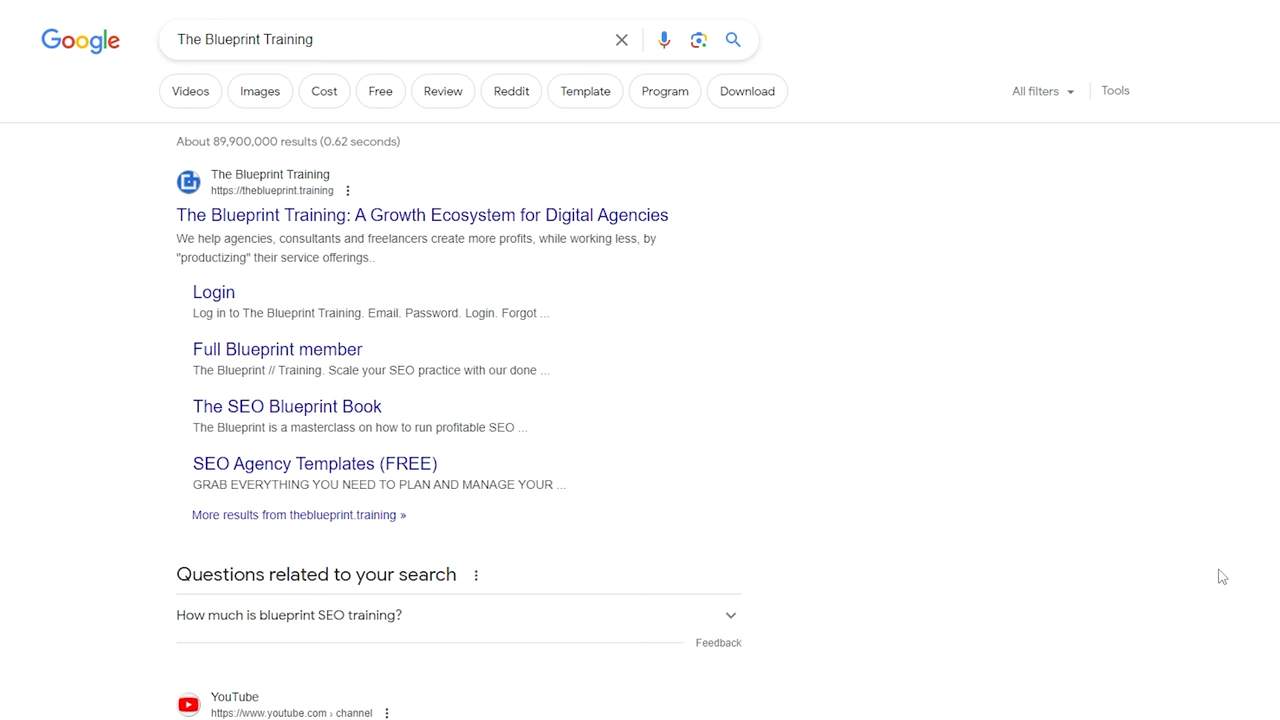 Google
The Blueprint Training
Videos
Images
Cost
Free
Review
Reddit
Template
Program
Download
All filters
Tools
About 89,900,000 results (0.62 seconds)
The Blueprint Training
https://theblueprint.training
The Blueprint Training: A Growth Ecosystem for Digital Agencies
We help agencies, consultants and freelancers create more profits, while working less, by
"productizing" their service offerings..
Login
Log in to The Blueprint Training. Email. Password. Login. Forgot ...
Full Blueprint member
The Blueprint // Training. Scale your SEO practice with our done ...
The SEO Blueprint Book
The Blueprint is a masterclass on how to run profitable SEO ...
SEO Agency Templates (FREE)
GRAB EVERYTHING YOU NEED TO PLAN AND MANAGE YOUR ...
More results from theblueprint.training »
Questions related to your search
How much is blueprint SEO training?
Feedback
YouTube
https://www.youtube.com › channel